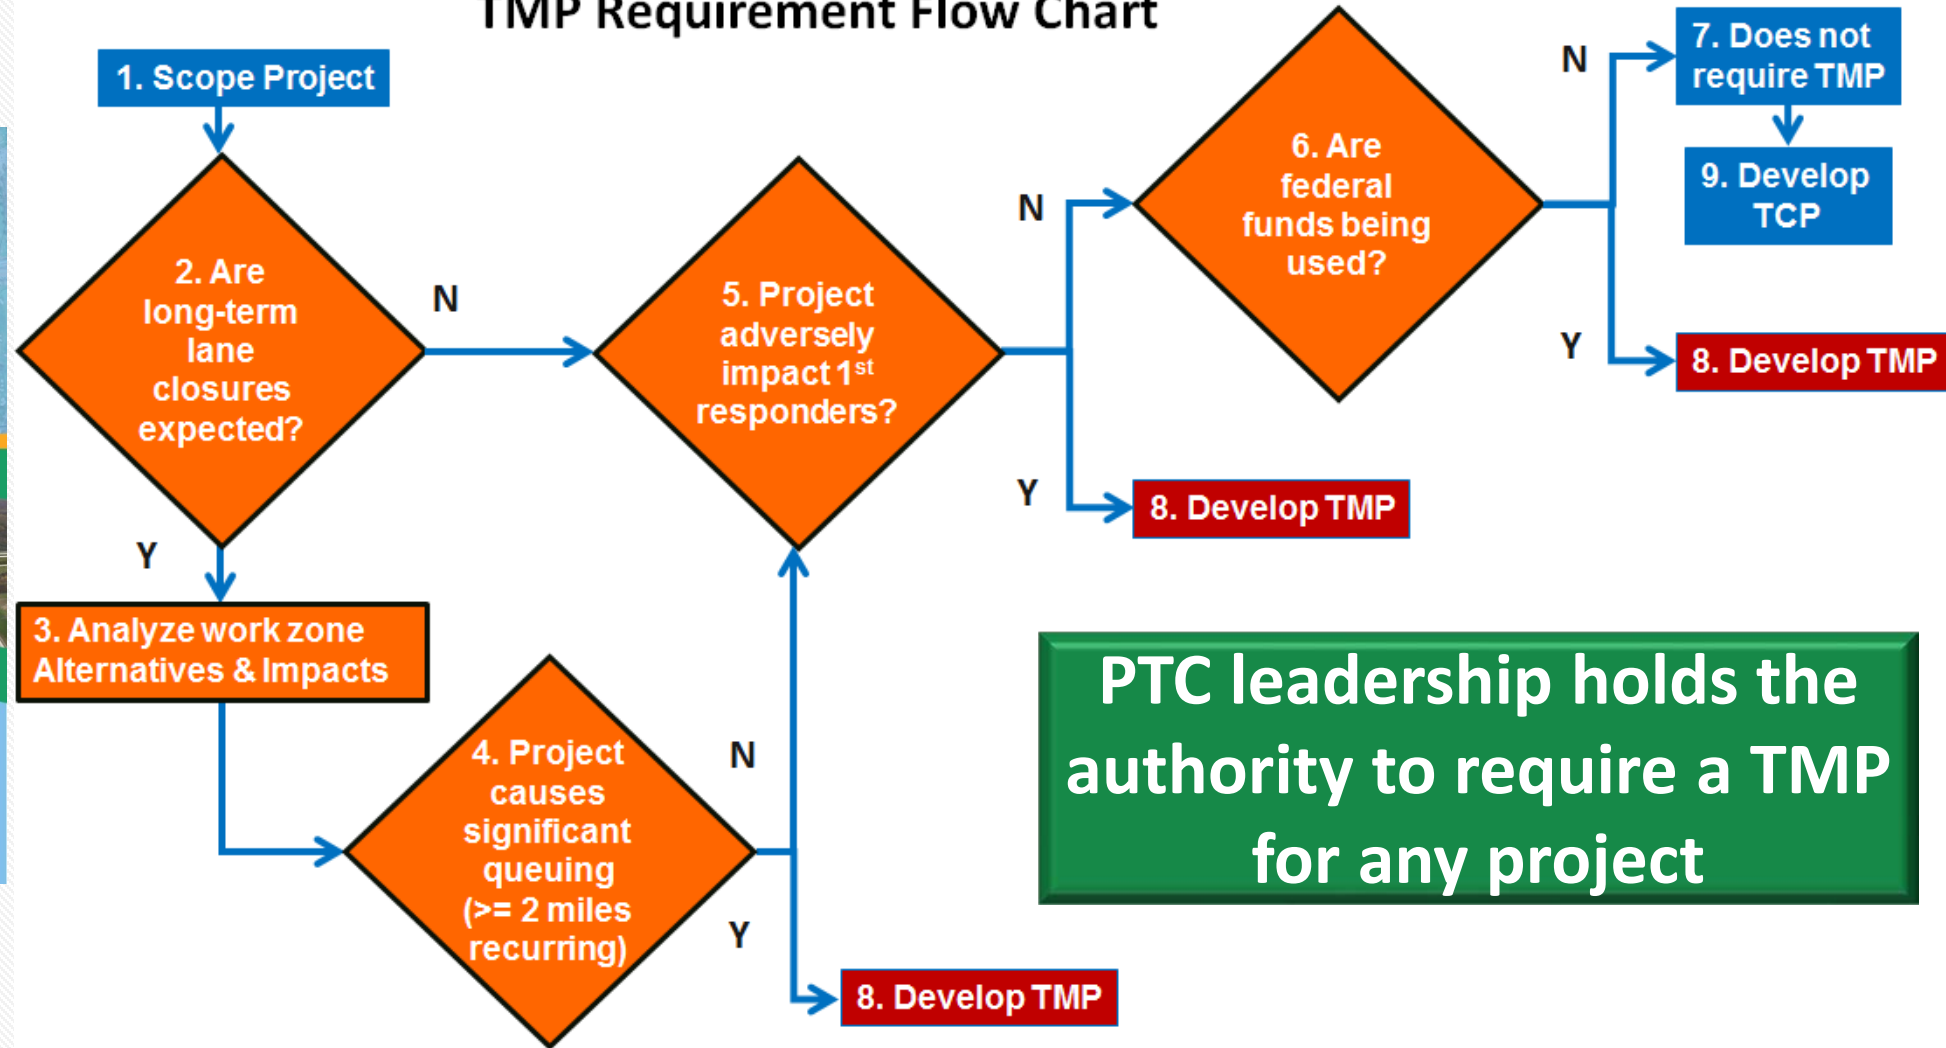 TMP Requirement Flow Chart
1. Scope Project
2. Are
long-term
lane
closures
expected?
N
Y
3. Analyze work zone
Alternatives & Impacts
4. Project
causes
significant
queuing
(>= 2 miles
recurring)
N
Y
8. Develop TMP
5. Project
adversely
impact 1st
responders?
N
Y
8. Develop TMP
6. Are
federal
funds being
used?
N
Y
7. Does not
require TMP
9. Develop
TCP
8. Develop TMP
PTC leadership holds the
authority to require a TMP
for any project